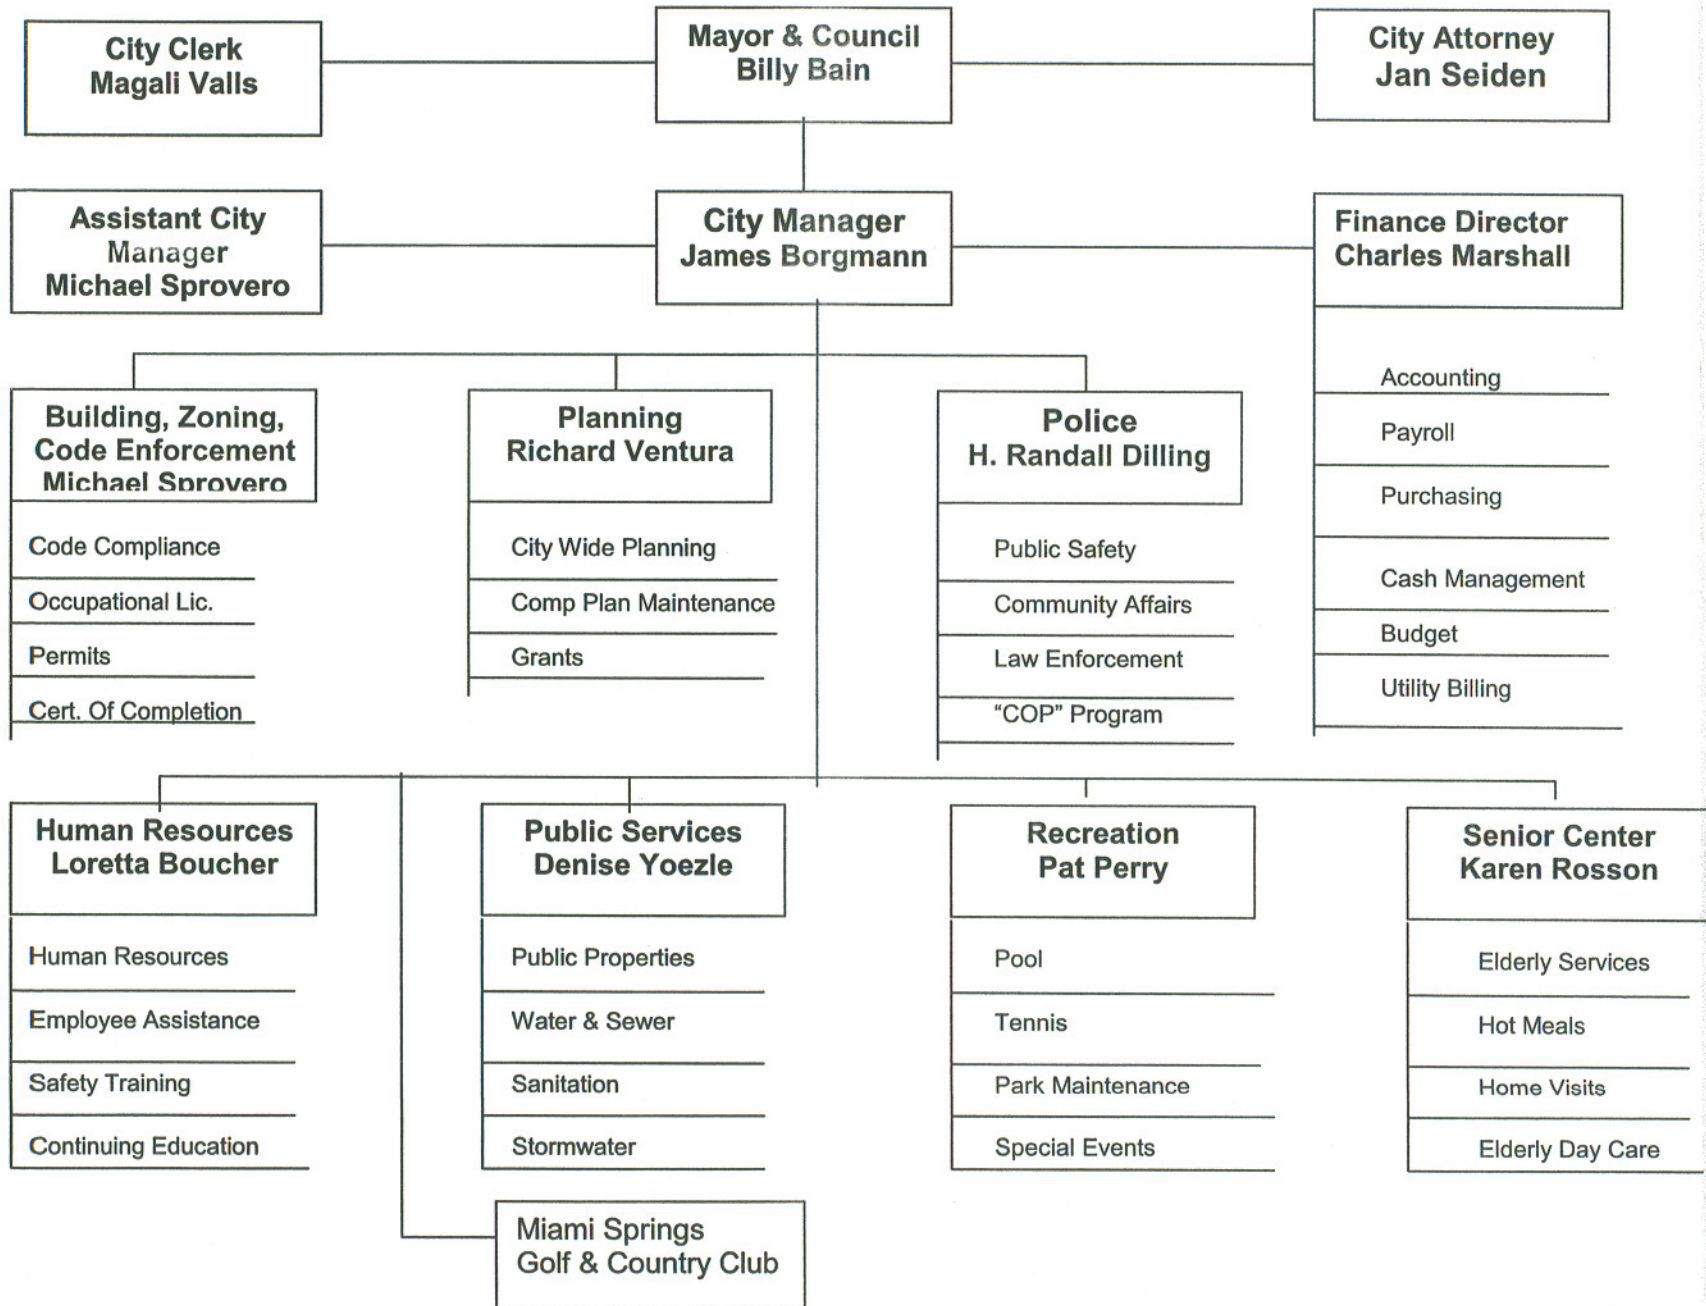 City Clerk
Magali Valls
Mayor & Council
Billy Bain
City Attorney
Jan Seiden
Assistant City
Manager
Michael Sprovero
City Manager
James Borgmann
Finance Director
Charles Marshall
Accounting
Payroll
Purchasing
Cash Management
Budget
Utility Billing
Building, Zoning,
Code Enforcement
Michael Sprovero
Code Compliance
Occupational Lic.
Permits
Cert. Of Completion
Planning
Richard Ventura
City Wide Planning
Comp Plan Maintenance
Grants
Police
H. Randall Dilling
Public Safety
Community Affairs
Law Enforcement
“COP” Program
Human Resources
Loretta Boucher
Human Resources
Employee Assistance
Safety Training
Continuing Education
Public Services
Denise Yoezle
Public Properties
Water & Sewer
Sanitation
Stormwater
Recreation
Pat Perry
Pool
Tennis
Park Maintenance
Special Events
Senior Center
Karen Rosson
Elderly Services
Hot Meals
Home Visits
Elderly Day Care
Miami Springs
Golf & Country Club